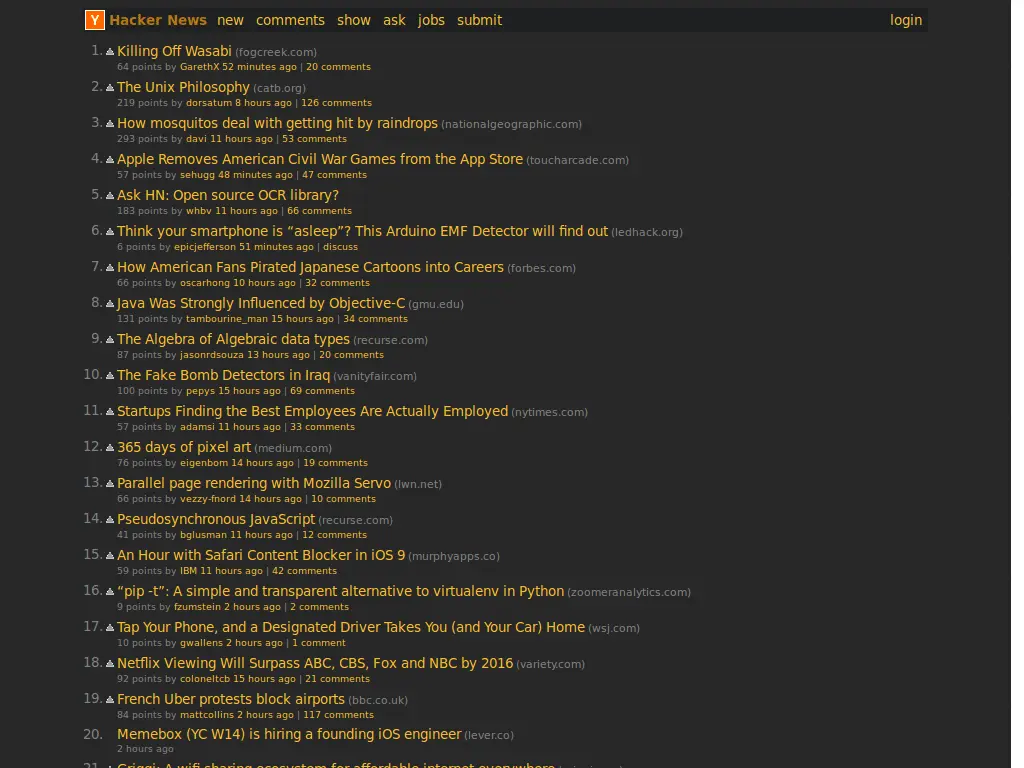 Y Hacker News new comments show ask jobs submit login
1. Killing Off Wasabi (fogcreek.com)
64 points by GarethX 52 minutes ago | 20 comments
2. The Unix Philosophy (catb.org)
219 points by dorsatum 8 hours ago | 126 comments
3. How mosquitos deal with getting hit by raindrops (nationalgeographic.com)
293 points by davi 11 hours ago | 53 comments
4. Apple Removes American Civil War Games from the App Store (toucharcade.com)
57 points by sehugg 48 minutes ago | 47 comments
5. Ask HN: Open source OCR library?
183 points by whbv 11 hours ago | 66 comments
6. Think your smartphone is “asleep”? This Arduino EMF Detector will find out (ledhack.org)
6 points by epicjefferson 51 minutes ago | discuss
7. How American Fans Pirated Japanese Cartoons into Careers (forbes.com)
66 points by oscarhong 10 hours ago | 32 comments
8. Java Was Strongly Influenced by Objective-C (gmu.edu)
131 points by tambourine_man 15 hours ago | 34 comments
9. The Algebra of Algebraic data types (recurse.com)
87 points by jasonrdsouza 13 hours ago | 20 comments
10. The Fake Bomb Detectors in Iraq (vanityfair.com)
100 points by pepys 15 hours ago | 69 comments
11. Startups Finding the Best Employees Are Actually Employed (nytimes.com)
57 points by adamsi 11 hours ago | 33 comments
12. 365 days of pixel art (medium.com)
76 points by eigenbom 14 hours ago | 19 comments
13. Parallel page rendering with Mozilla Servo (lwn.net)
66 points by vezzy-fnord 14 hours ago | 10 comments
14. Pseudosynchronous JavaScript (recurse.com)
41 points by bglusman 11 hours ago | 12 comments
15. An Hour with Safari Content Blocker in iOS 9 (murphyapps.co)
59 points by IBM 11 hours ago | 42 comments
16. “pip -t”: A simple and transparent alternative to virtualenv in Python (zoomeranalytics.com)
9 points by fzumstein 2 hours ago | 2 comments
17. Tap Your Phone, and a Designated Driver Takes You (and Your Car) Home (wsj.com)
10 points by gwallens 2 hours ago | 1 comment
18. Netflix Viewing Will Surpass ABC, CBS, Fox and NBC by 2016 (variety.com)
92 points by coloneltcb 15 hours ago | 21 comments
19. French Uber protests block airports (bbc.co.uk)
84 points by mattcollins 2 hours ago | 117 comments
20. Memebox (YC W14) is hiring a founding iOS engineer (lever.co)
2 hours ago
21. A wifi sharing ecosystem for affordable internet everywhere